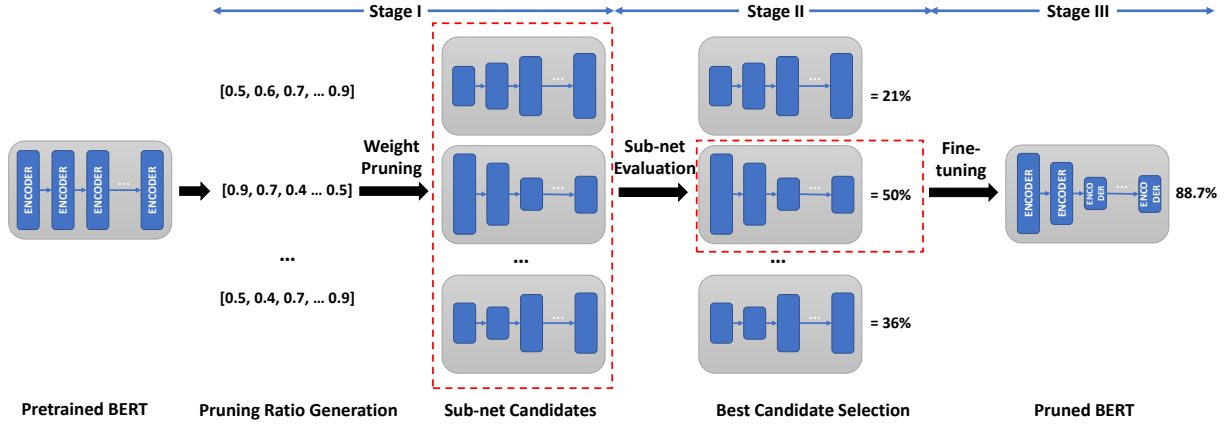 Stage I
Stage II
Stage III
[0.5, 0.6, 0.7, ... 0.9]
...
...
= 21%
Weight
Pruning
Sub-net
Evaluation
Fine-
tuning
ENCODER
ENCODER
ENCODER
...
ENCODER
[0.9, 0.7, 0.4 ... 0.5]
...
...
= 50%
ENCODER
ENCODER
ENCO
DER
...
ENCO
DER
88.7%
...
...
...
[0.5, 0.4, 0.7, ... 0.9]
...
...
= 36%
Pretrained BERT
Pruning Ratio Generation
Sub-net Candidates
Best Candidate Selection
Pruned BERT